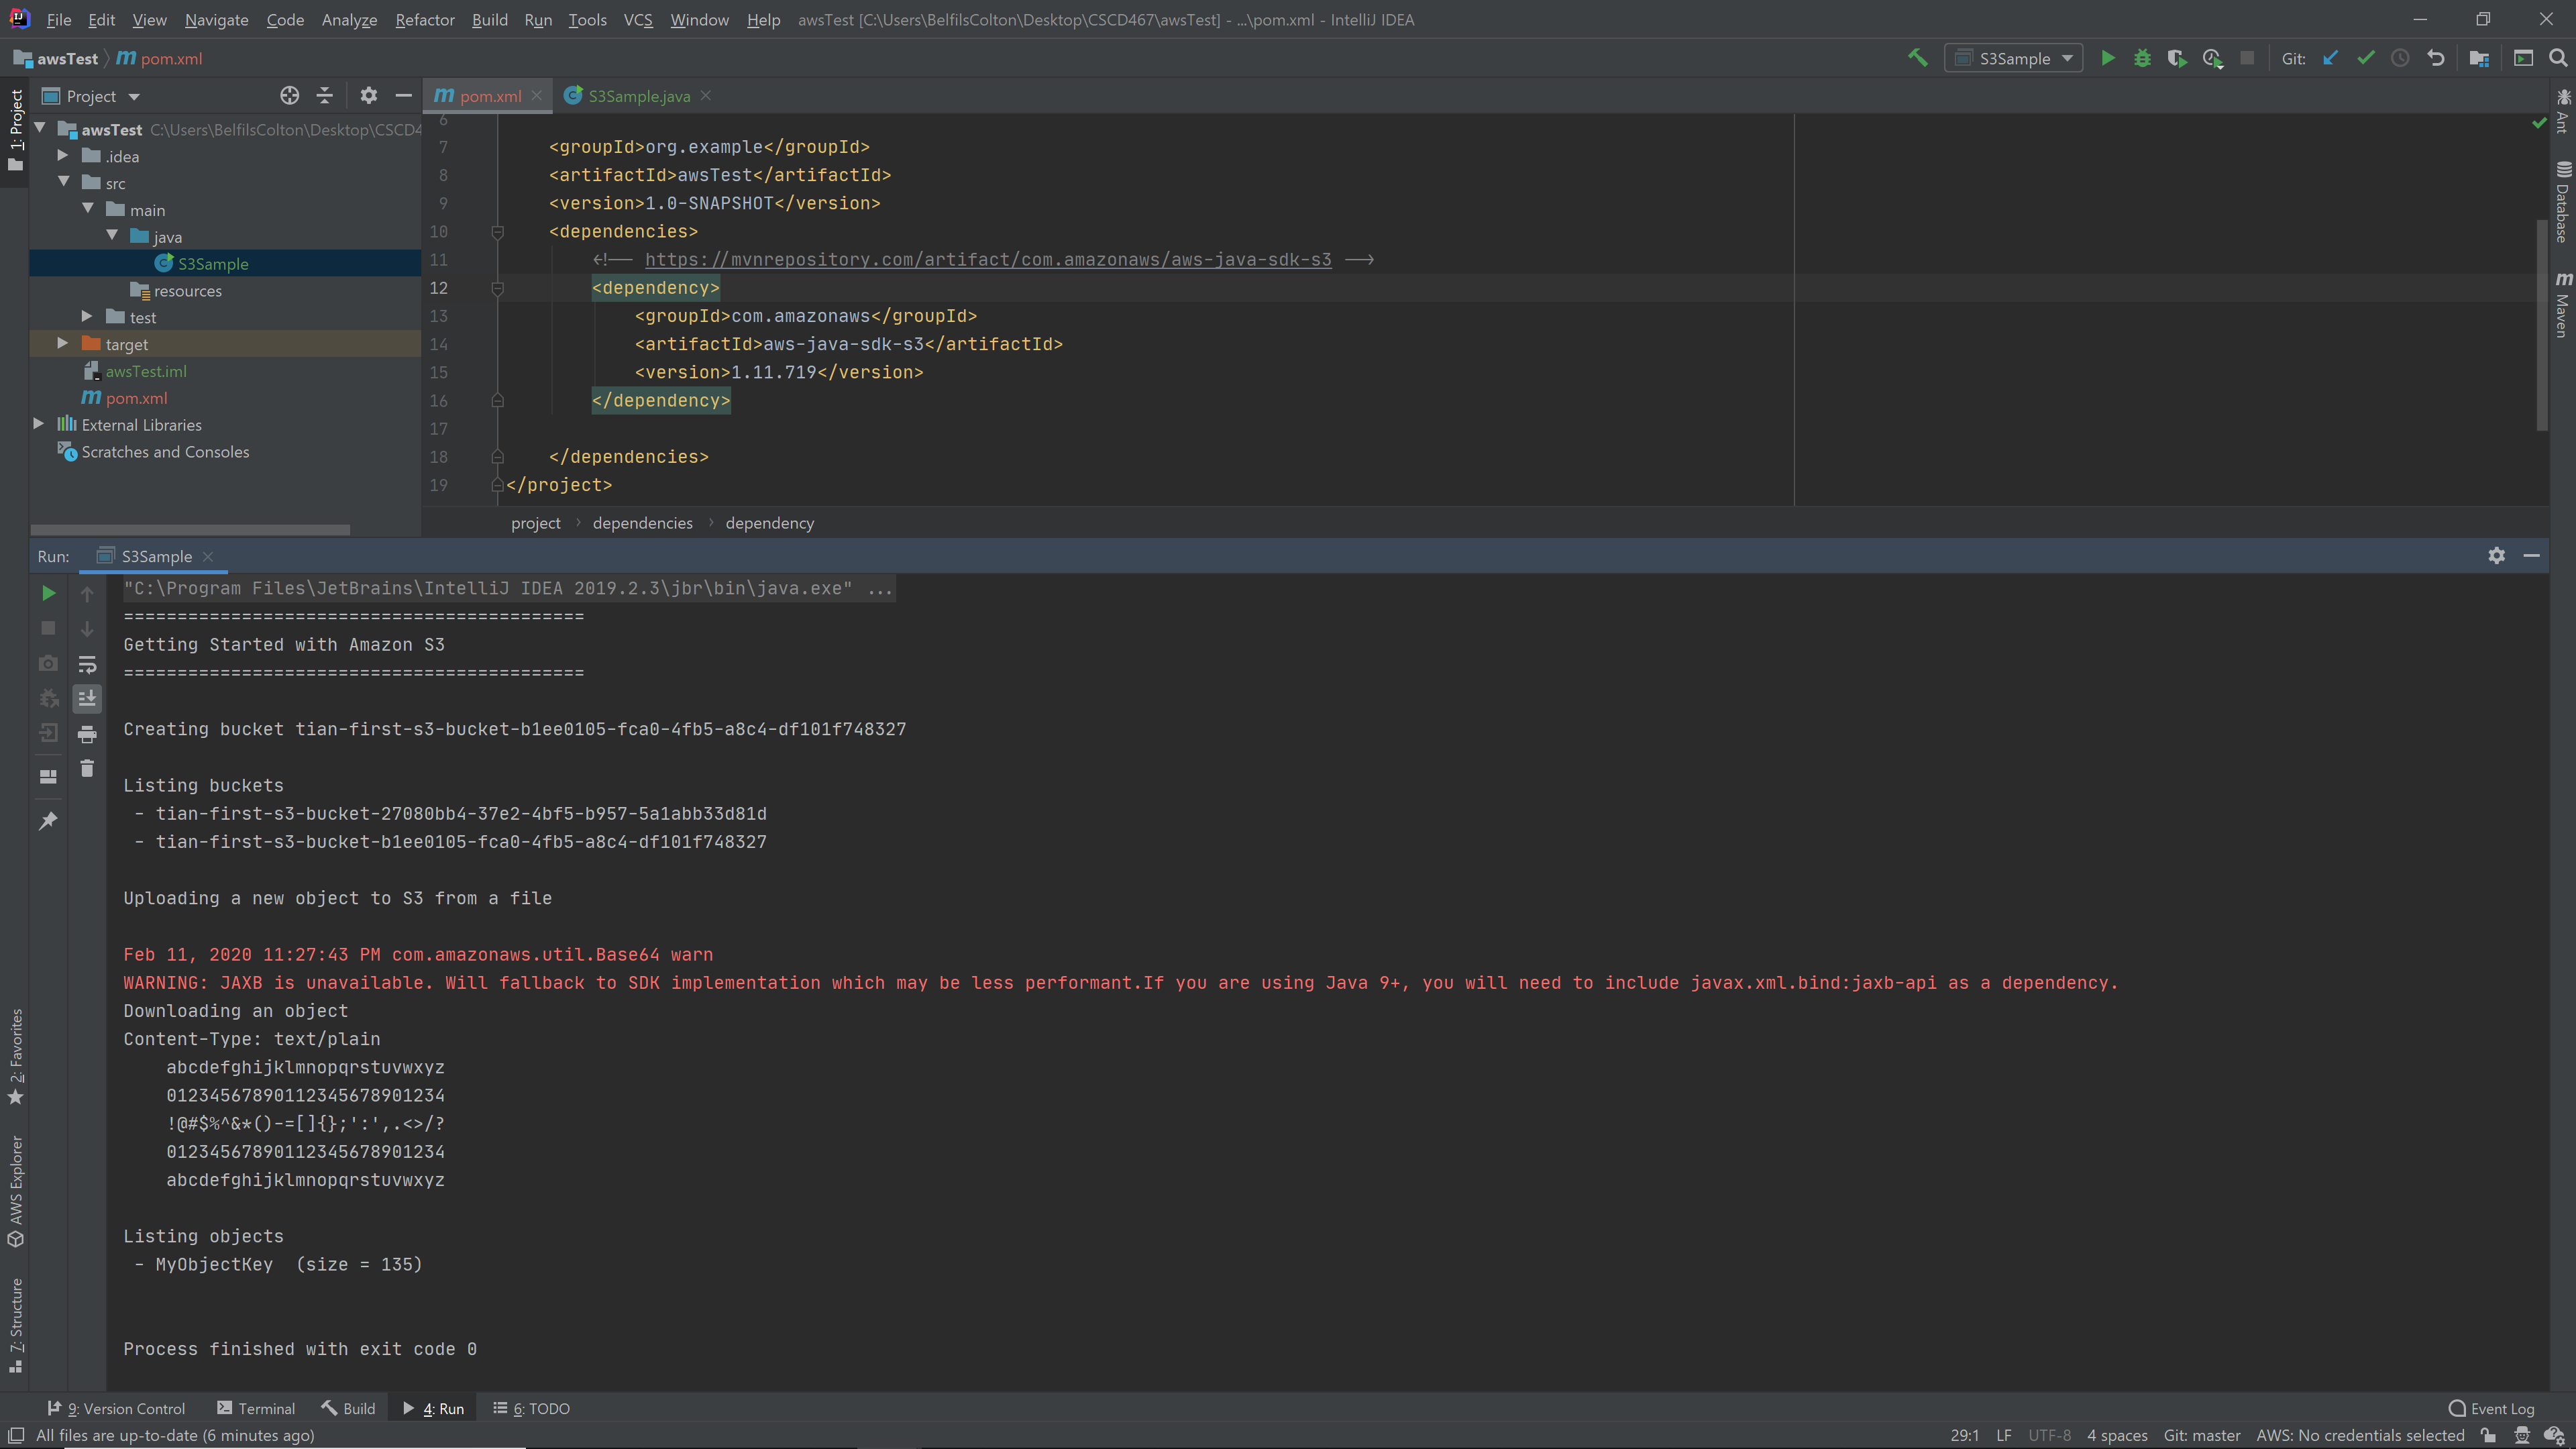 File Edit View Navigate Code Analyze Refactor Build Run Tools VCS Window Help awsTest [C:\Users\BelfilsColton\Desktop\CSCD467\awsTest] - ...\pom.xml - IntelliJ IDEA
awsTest m pom.xml S3Sample Git:
1: Project
Project
m pom.xml S3Sample.java
awsTest C:\Users\BelfilsColton\Desktop\CSCD4
.idea
src
main
java
S3Sample
resources
test
target
awsTest.iml
m pom.xml
External Libraries
Scratches and Consoles
6
7 <groupId>org.example</groupId>
8 <artifactId>awsTest</artifactId>
9 <version>1.0-SNAPSHOT</version>
10 <dependencies>
11 <!-- https://mvnrepository.com/artifact/com.amazonaws/aws-java-sdk-s3 -->
12 <dependency>
13 <groupId>com.amazonaws</groupId>
14 <artifactId>aws-java-sdk-s3</artifactId>
15 <version>1.11.719</version>
16 </dependency>
17
18 </dependencies>
19 </project>
project › dependencies › dependency
Ant
Database
m Maven
Run: S3Sample
"C:\Program Files\JetBrains\IntelliJ IDEA 2019.2.3\jbr\bin\java.exe" ...
===========================================
Getting Started with Amazon S3
===========================================
Creating bucket tian-first-s3-bucket-b1ee0105-fca0-4fb5-a8c4-df101f748327
Listing buckets
- tian-first-s3-bucket-27080bb4-37e2-4bf5-b957-5a1abb33d81d
- tian-first-s3-bucket-b1ee0105-fca0-4fb5-a8c4-df101f748327
Uploading a new object to S3 from a file
Feb 11, 2020 11:27:43 PM com.amazonaws.util.Base64 warn
WARNING: JAXB is unavailable. Will fallback to SDK implementation which may be less performant.If you are using Java 9+, you will need to include javax.xml.bind:jaxb-api as a dependency.
Downloading an object
Content-Type: text/plain
abcdefghijklmnopqrstuvwxyz
01234567890112345678901234
!@#$%^&*()-=[]{};':',.<>/?
01234567890112345678901234
abcdefghijklmnopqrstuvwxyz
Listing objects
- MyObjectKey (size = 135)
Process finished with exit code 0
2: Favorites
AWS Explorer
7: Structure
9: Version Control Terminal Build 4: Run 6: TODO Event Log
All files are up-to-date (6 minutes ago) 29:1 LF UTF-8 4 spaces Git: master AWS: No credentials selected